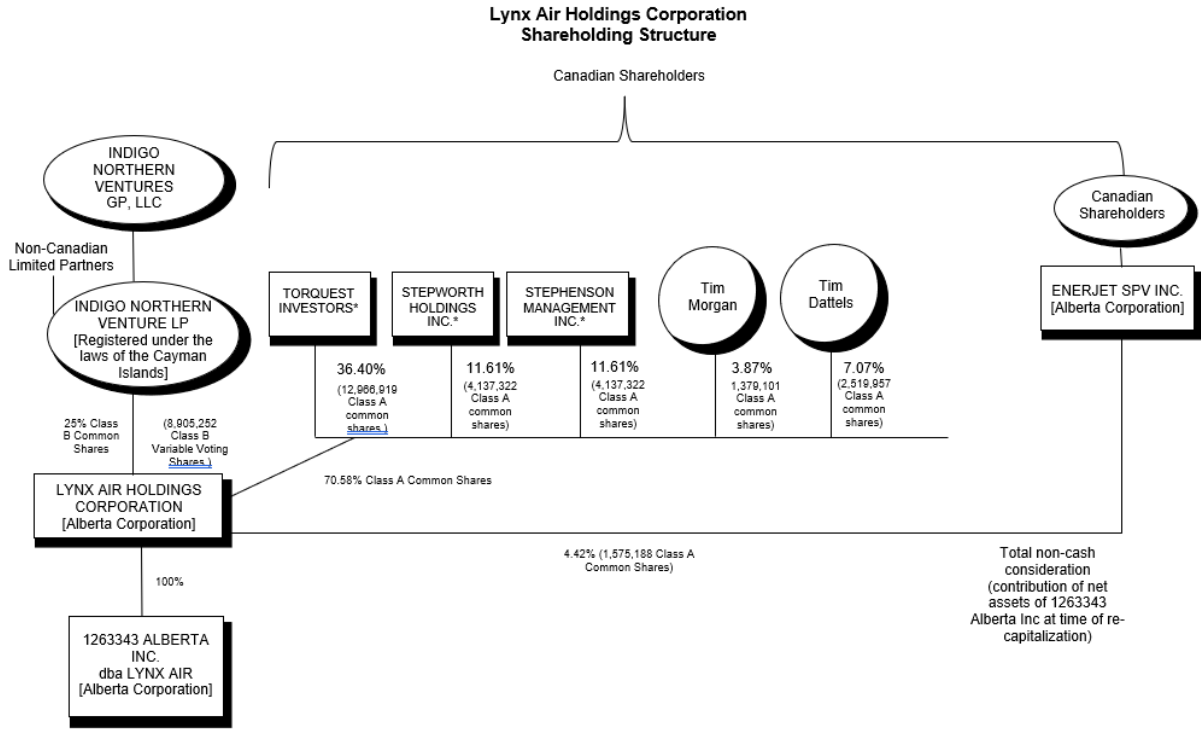 Lynx Air Holdings Corporation
Shareholding Structure
Canadian Shareholders
INDIGO
NORTHERN
VENTURES
GP, LLC
Canadian
Shareholders
Non-Canadian
Limited Partners
INDIGO NORTHERN
VENTURE LP
[Registered under the
laws of the Cayman
Islands]
TORQUEST
INVESTORS*
STEPWORTH
HOLDINGS
INC.*
STEPHENSON
MANAGEMENT
INC.*
Tim
Morgan
Tim
Dattels
ENERJET SPV INC.
[Alberta Corporation]
36.40%
(12,966,919
Class A
common
shares )
11.61%
(4,137,322
Class A
common
shares)
11.61%
(4,137,322
Class A
common
shares)
3.87%
1,379,101
Class A
common
shares)
7.07%
(2,519,957
Class A
common
shares)
25% Class
B Common
Shares
(8,905,252
Class B
Variable Voting
Shares )
LYNX AIR HOLDINGS
CORPORATION
[Alberta Corporation]
70.58% Class A Common Shares
4.42% (1,575,188 Class A
Common Shares)
Total non-cash
consideration
(contribution of net
assets of 1263343
Alberta Inc at time of re-
capitalization)
100%
1263343 ALBERTA
INC.
dba LYNX AIR
[Alberta Corporation]